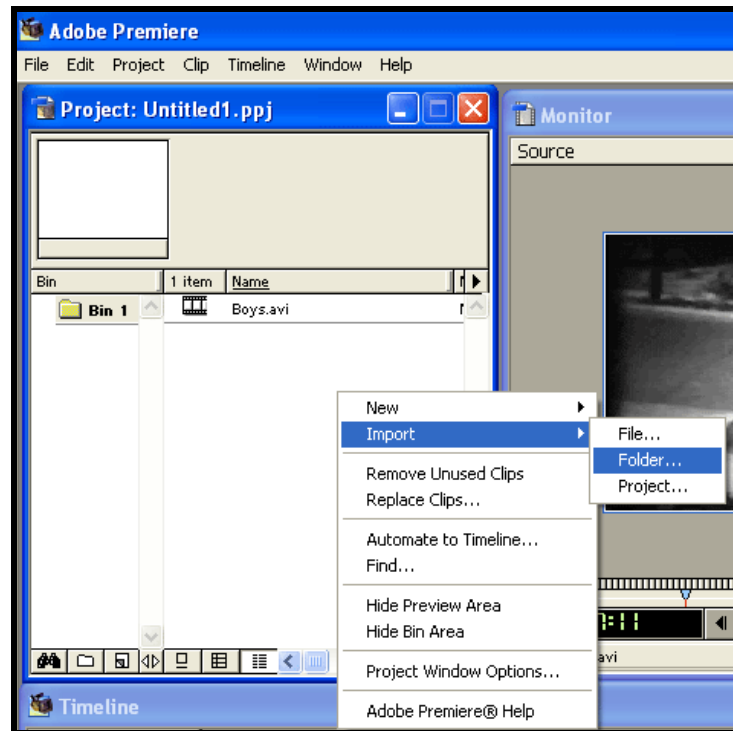 Adobe Premiere
File Edit Project Clip Timeline Window Help
Project: Untitled1.ppj
Monitor
Source
Bin 1 item Name
Bin 1 Boys.avi
New
Import
File...
Folder...
Project...
Remove Unused Clips
Replace Clips...
Automate to Timeline...
Find...
Hide Preview Area
Hide Bin Area
Project Window Options...
Adobe Premiere® Help
:11
avi
Timeline